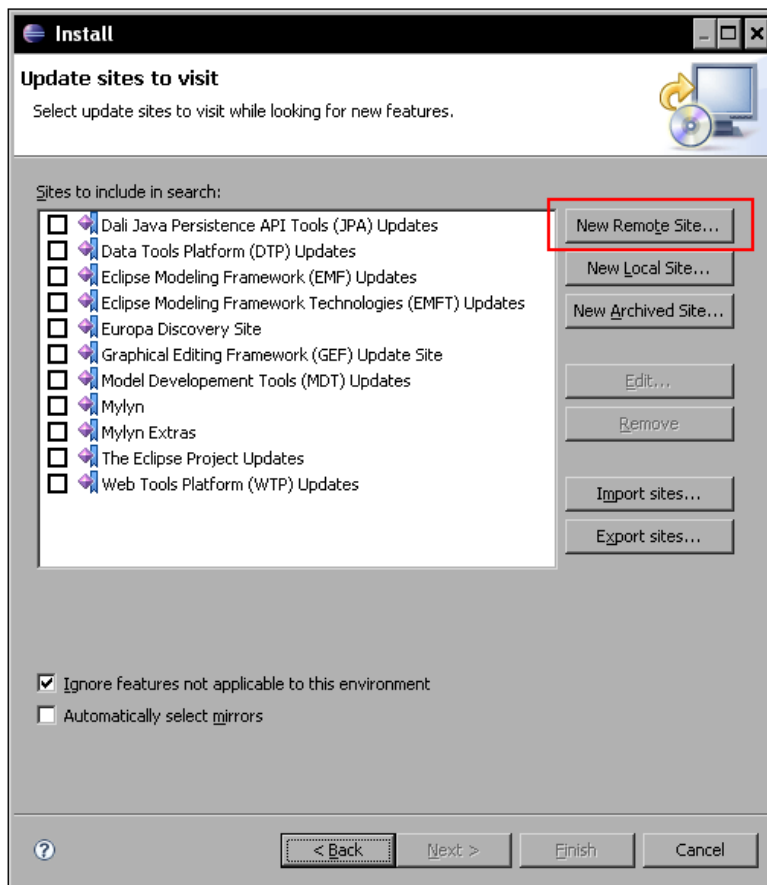 Install
Update sites to visit
Select update sites to visit while looking for new features.
Sites to include in search:
Dali Java Persistence API Tools (JPA) Updates
Data Tools Platform (DTP) Updates
Eclipse Modeling Framework (EMF) Updates
Eclipse Modeling Framework Technologies (EMFT) Updates
Europa Discovery Site
Graphical Editing Framework (GEF) Update Site
Model Developement Tools (MDT) Updates
Mylyn
Mylyn Extras
The Eclipse Project Updates
Web Tools Platform (WTP) Updates
New Remote Site...
New Local Site...
New Archived Site...
Edit...
Remove
Import sites...
Export sites...
Ignore features not applicable to this environment
Automatically select mirrors
?
< Back
Next >
Finish
Cancel